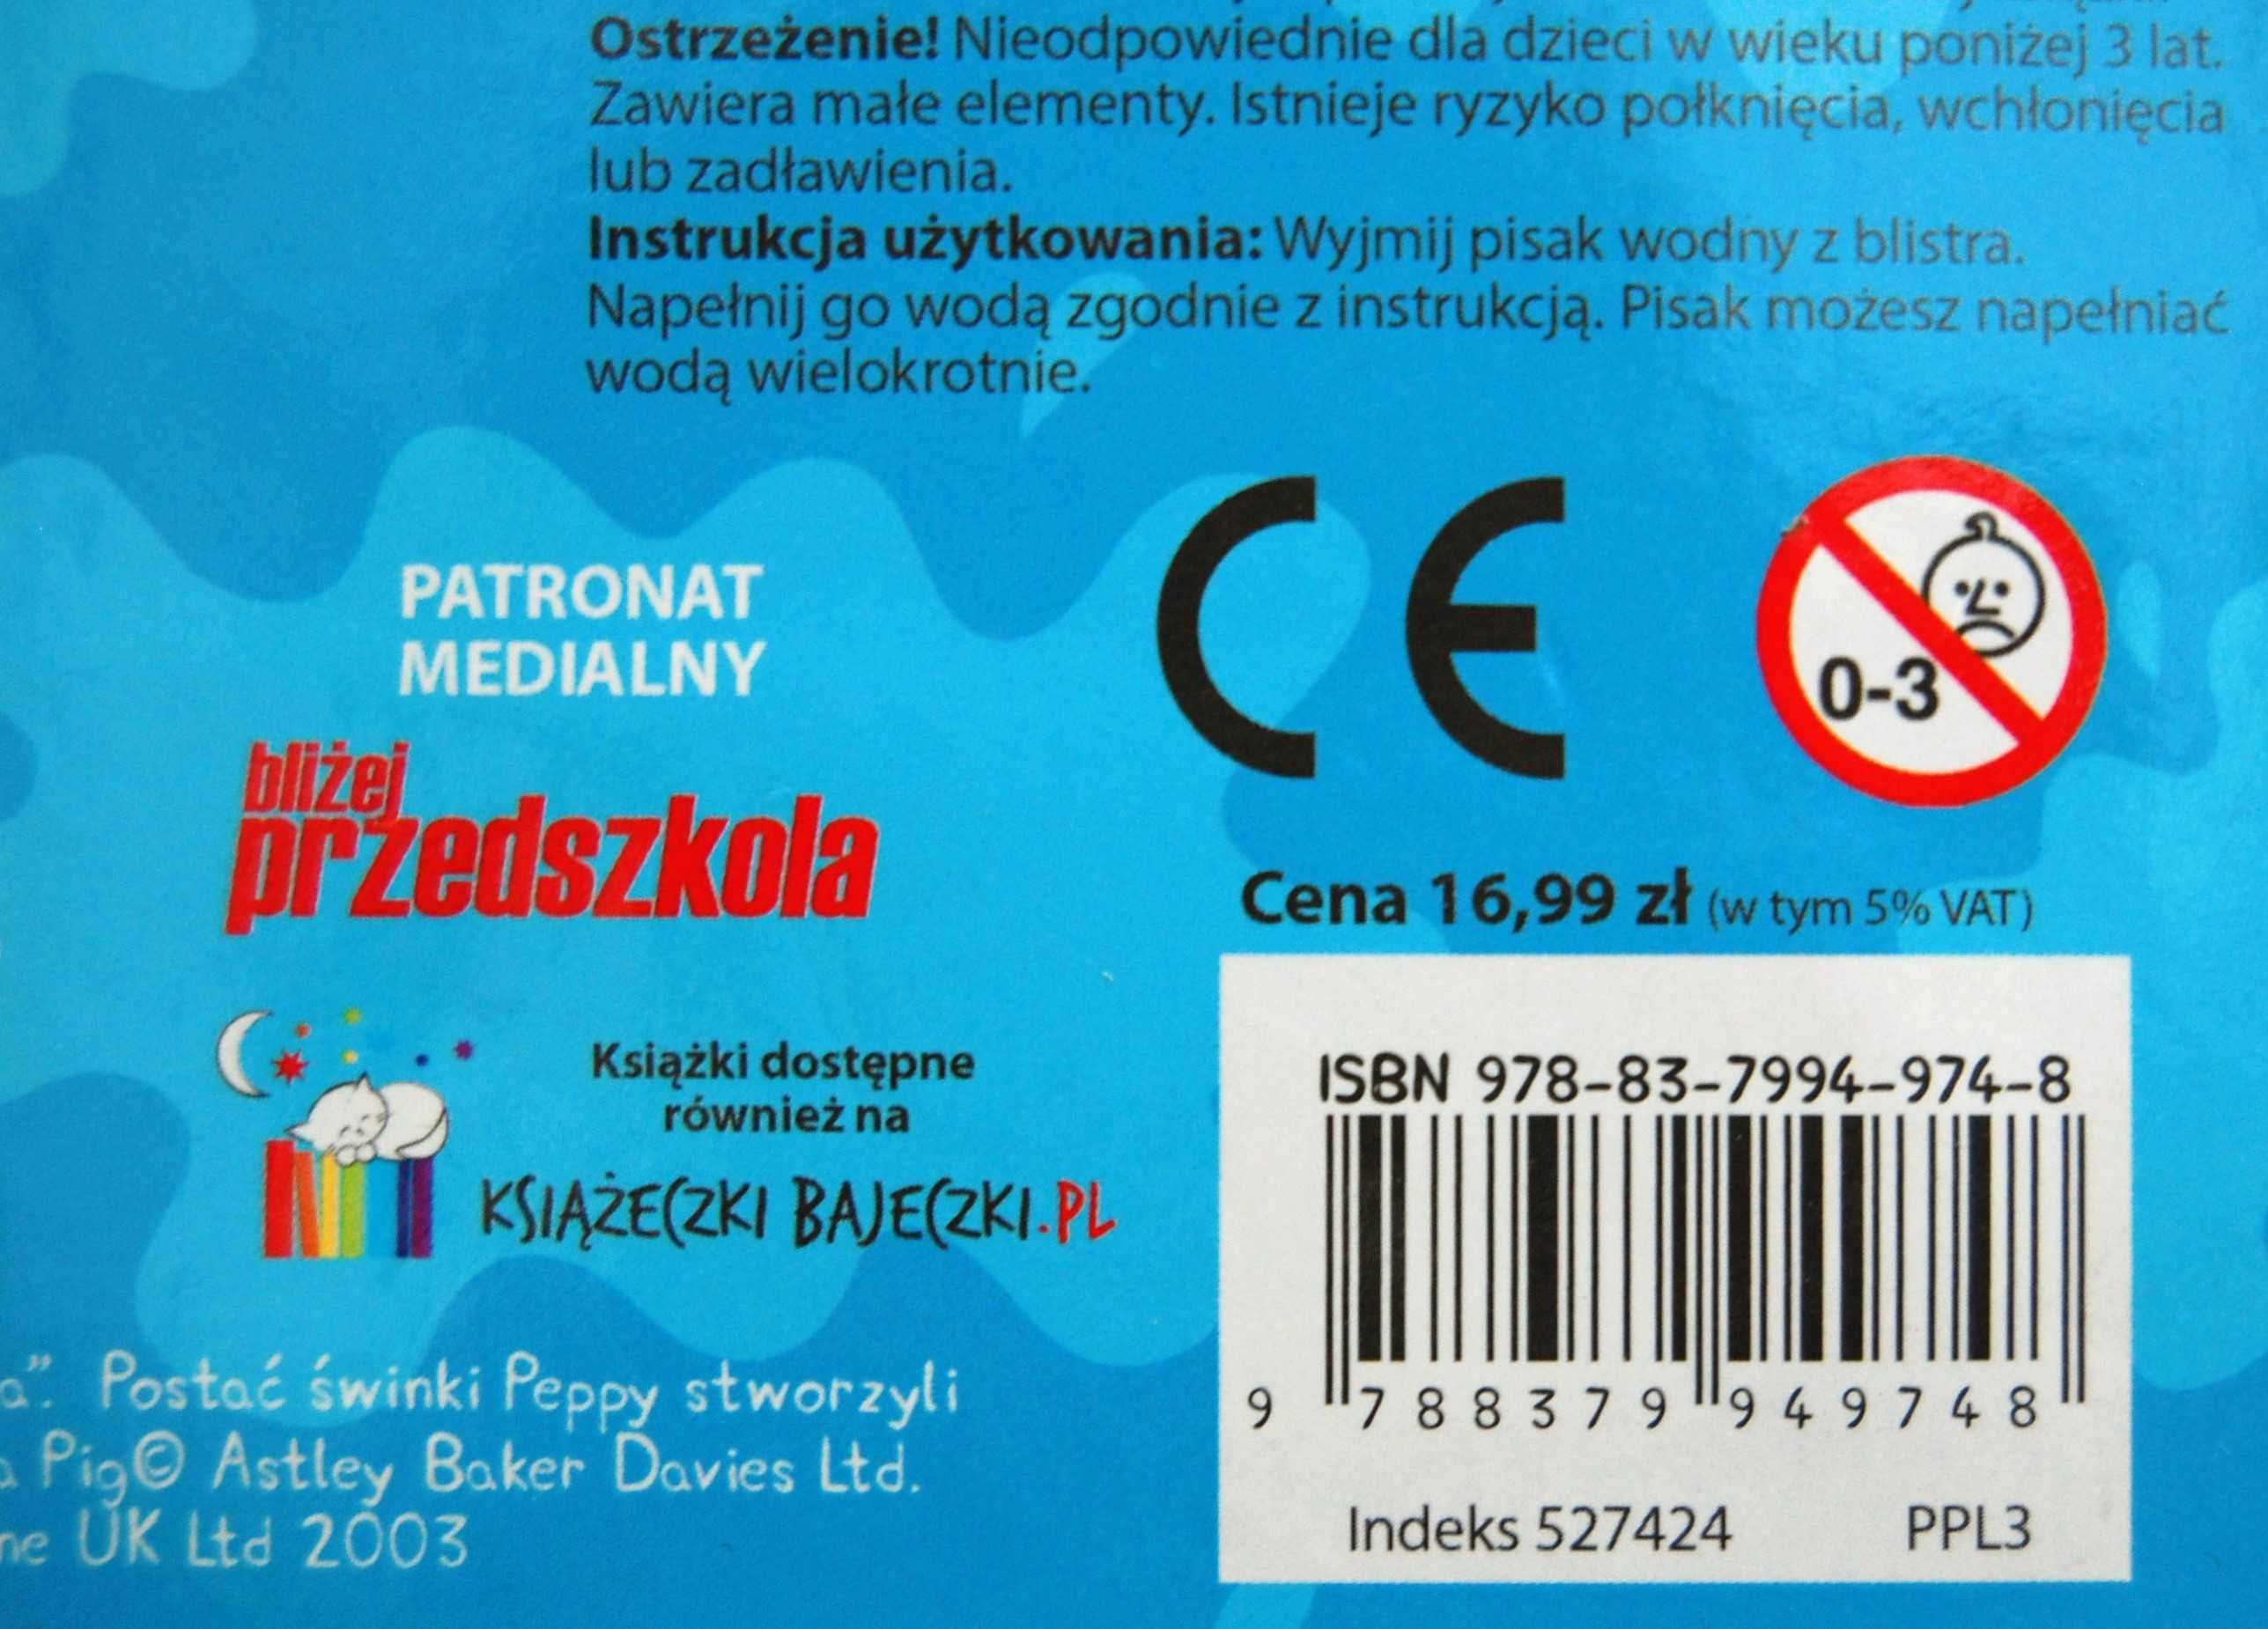 Ostrzeżenie! Nieodpowiednie dla dzieci w wieku poniżej 3 lat.
Zawiera małe elementy. Istnieje ryzyko połknięcia, wchłonięcia
lub zadławienia.
Instrukcja użytkowania: Wyjmij pisak wodny z blistra.
Napełnij go wodą zgodnie z instrukcją. Pisak możesz napełniać
wodą wielokrotnie.
PATRONAT
MEDIALNY
bliżej
przedszkola
CE
0-3
Cena 16,99 zł (w tym 5% VAT)
Książki dostępne
również na
KSIĄŻECZKI BAJECZKI.PL
ISBN 978-83-7994-974-8
9 788379 949748
Indeks 527424 PPL3
a”. Postać świnki Peppy stworzyli
Pig© Astley Baker Davies Ltd.
ne UK Ltd 2003